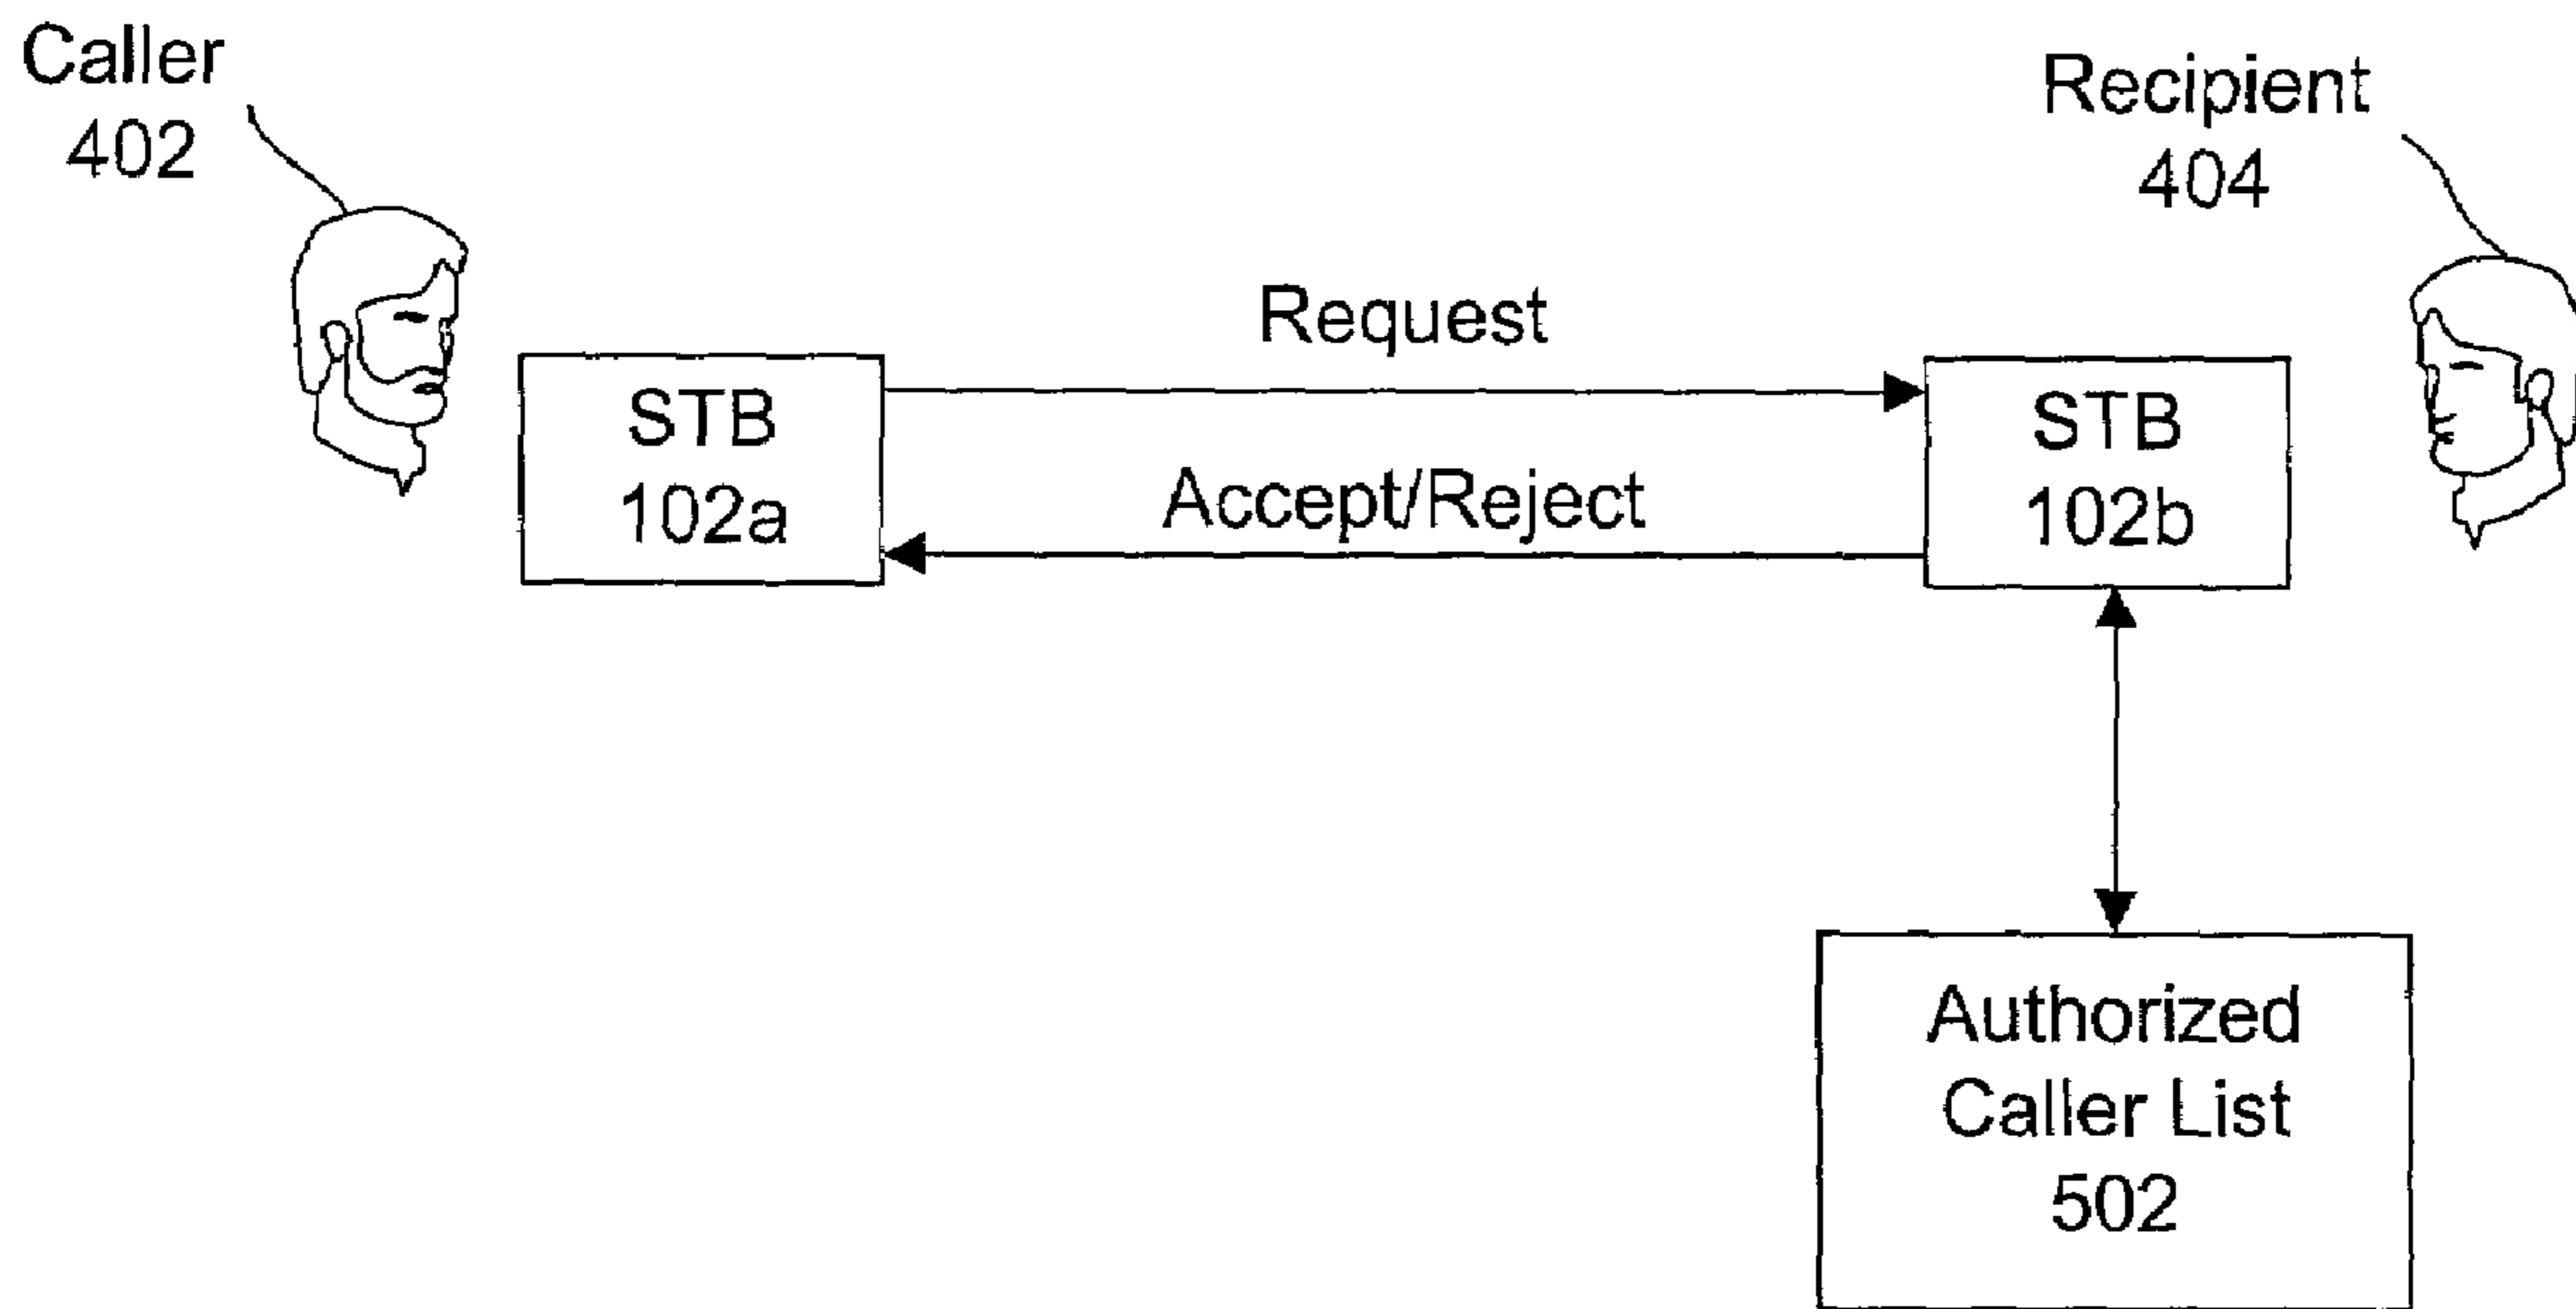 Caller
402
Recipient
404
Request
STB
102a
Accept/Reject
STB
102b
Authorized
Caller List
502